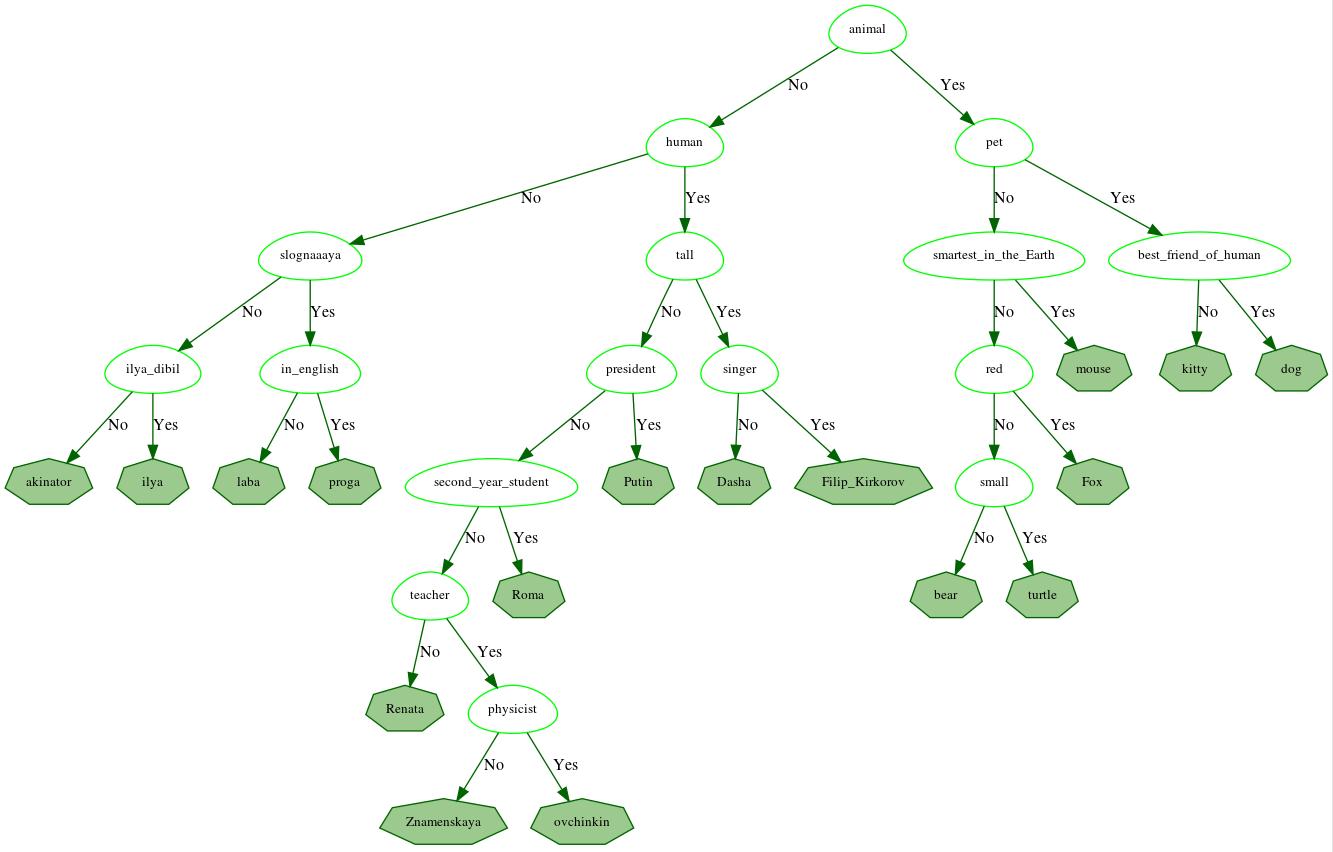 animal
No
Yes
human
pet
No
Yes
No
Yes
slognaaaya
tall
smartest_in_the_Earth
best_friend_of_human
No
Yes
No
Yes
No
Yes
No
Yes
ilya_dibil
in_english
president
singer
red
mouse
kitty
dog
No
Yes
No
Yes
No
Yes
No
Yes
No
Yes
akinator
ilya
laba
proga
second_year_student
Putin
Dasha
Filip_Kirkorov
small
Fox
No
Yes
No
Yes
teacher
Roma
bear
turtle
No
Yes
Renata
physicist
No
Yes
Znamenskaya
ovchinkin